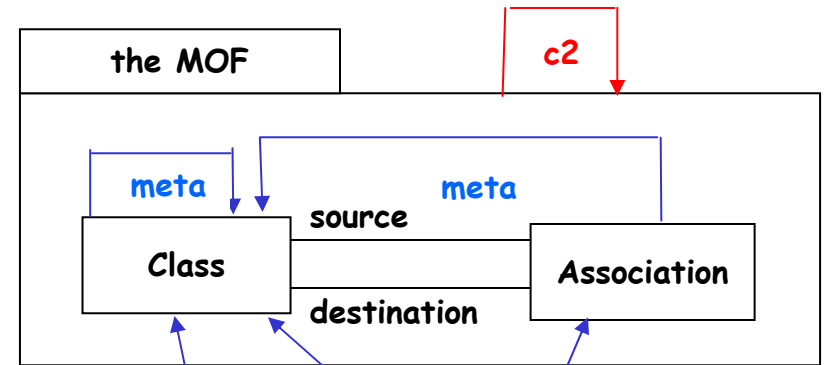 the MOF
c2
meta
meta
source
Class
Association
destination